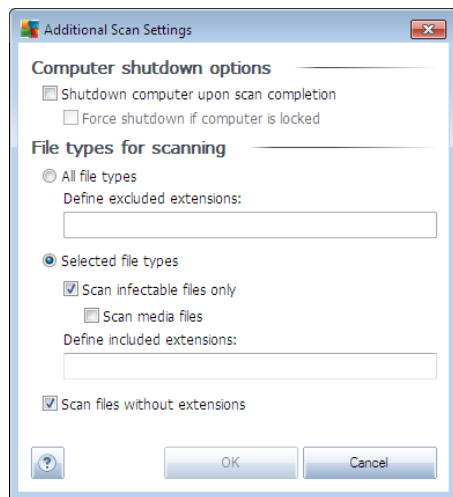 Additional Scan Settings
Computer shutdown options
Shutdown computer upon scan completion
Force shutdown if computer is locked
File types for scanning
All file types
Define excluded extensions:
Selected file types
Scan infectable files only
Scan media files
Define included extensions:
Scan files without extensions
? OK Cancel